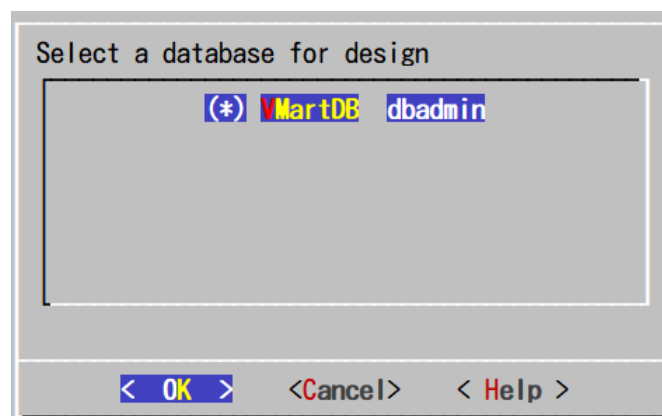 Select a database for design
(*) VMartDB dbadmin
< OK > <Cancel> < Help >